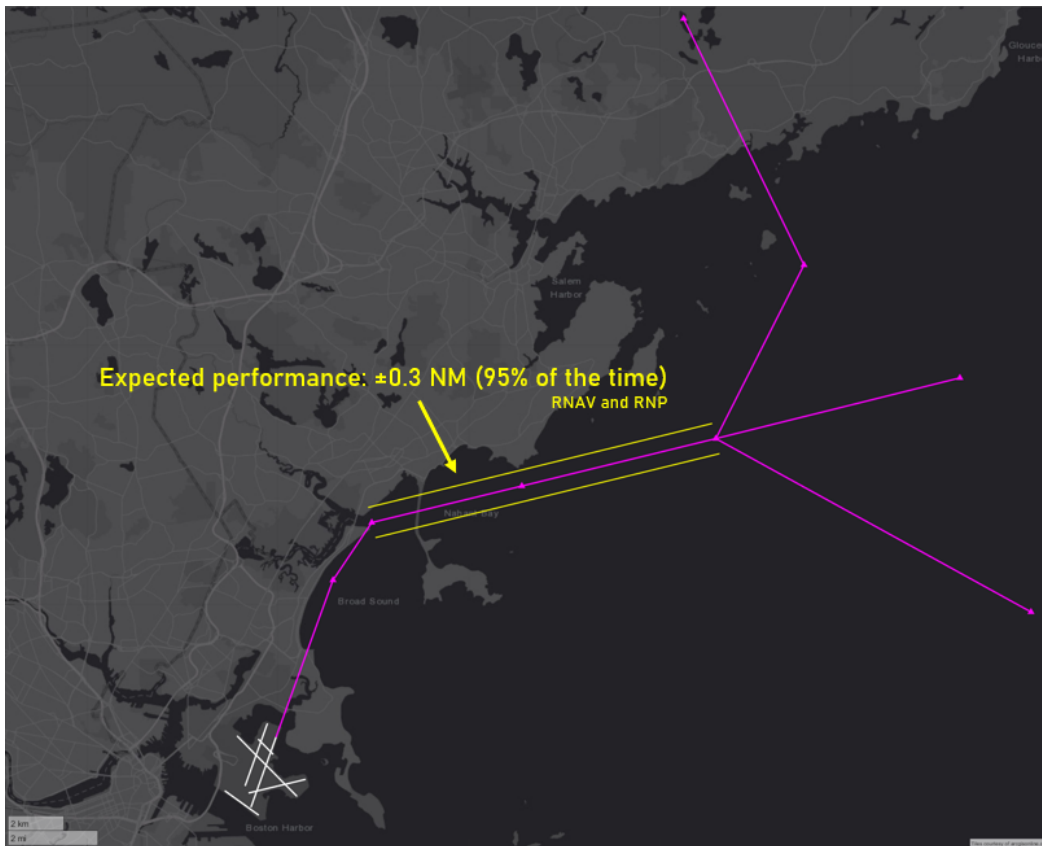 Glouce
Harbo
Salem
Harbor
Expected performance: ±0.3 NM (95% of the time)
RNAV and RNP
Nahant Bay
Broad Sound
2 km
2 mi
Boston Harbor